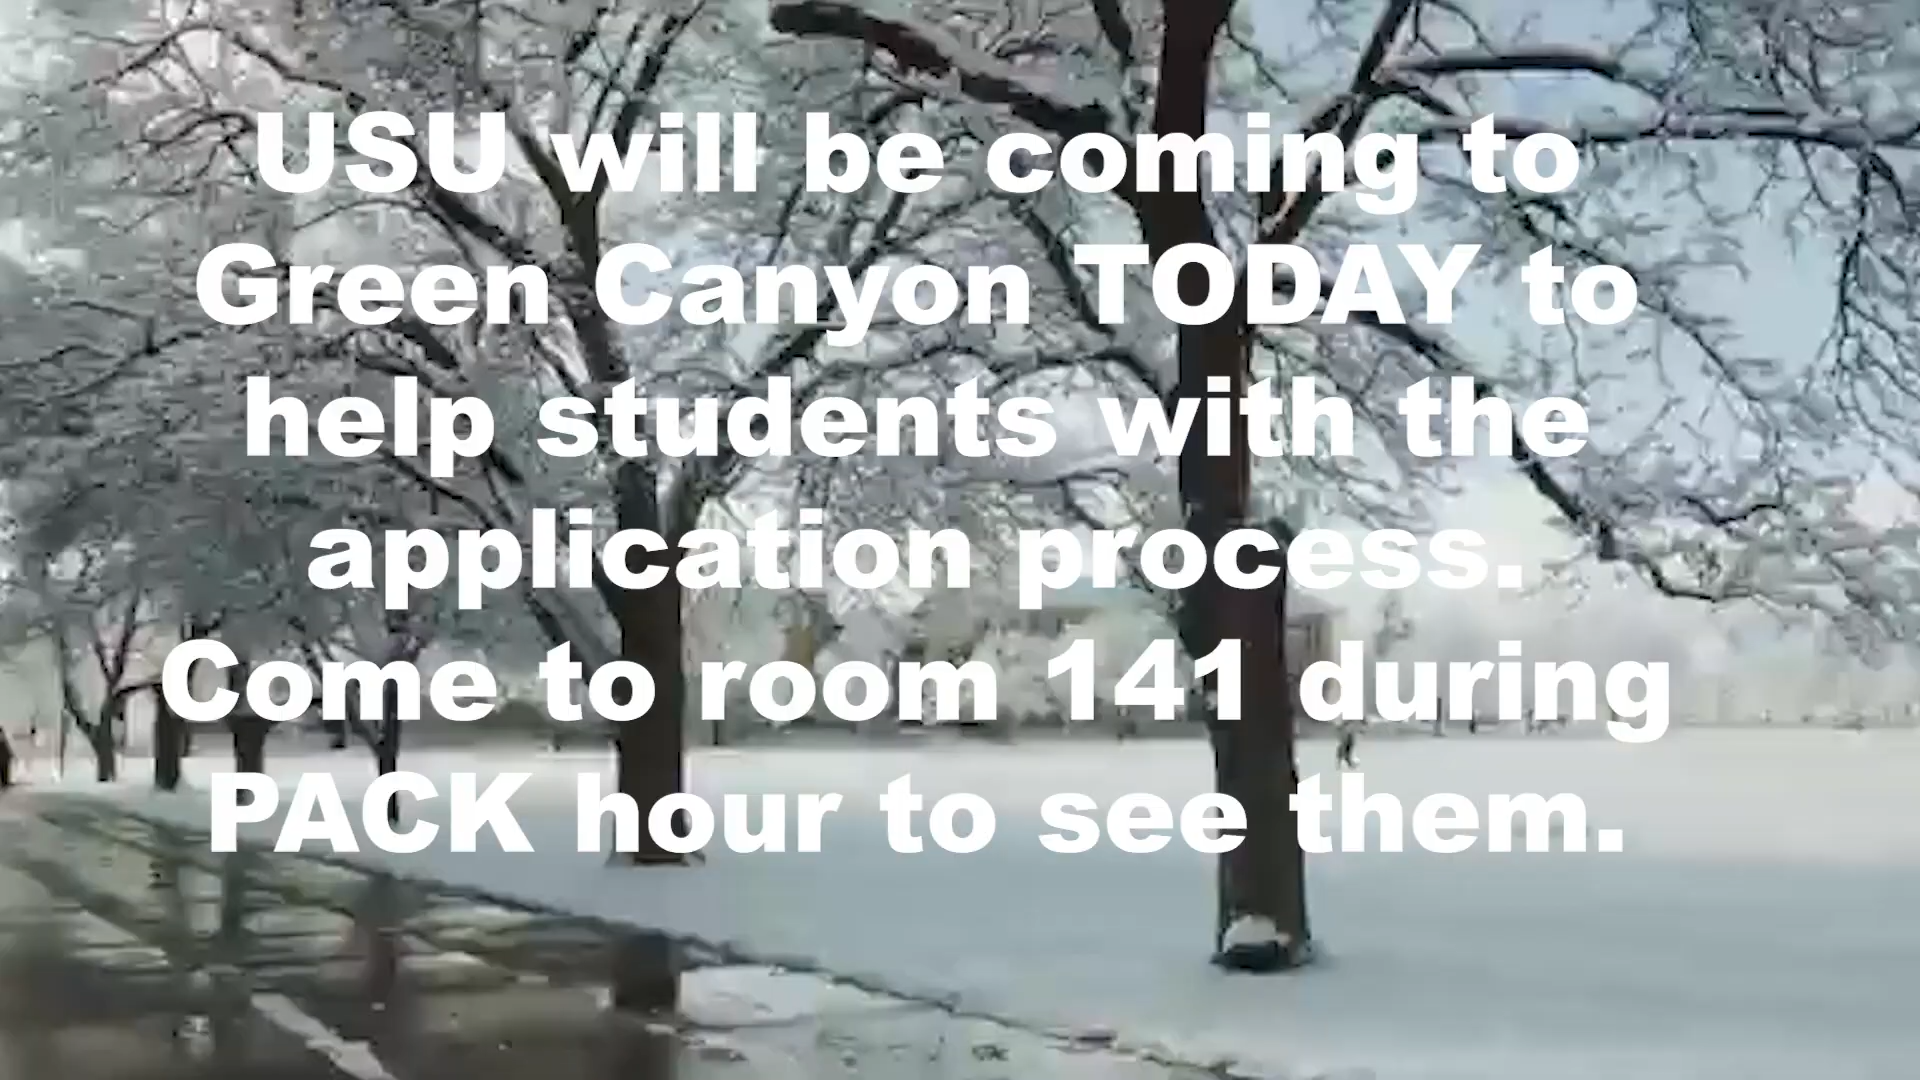 USU will be coming to
Green Canyon TODAY to
help students with the
application process.
Come to room 141 during
PACK hour to see them.